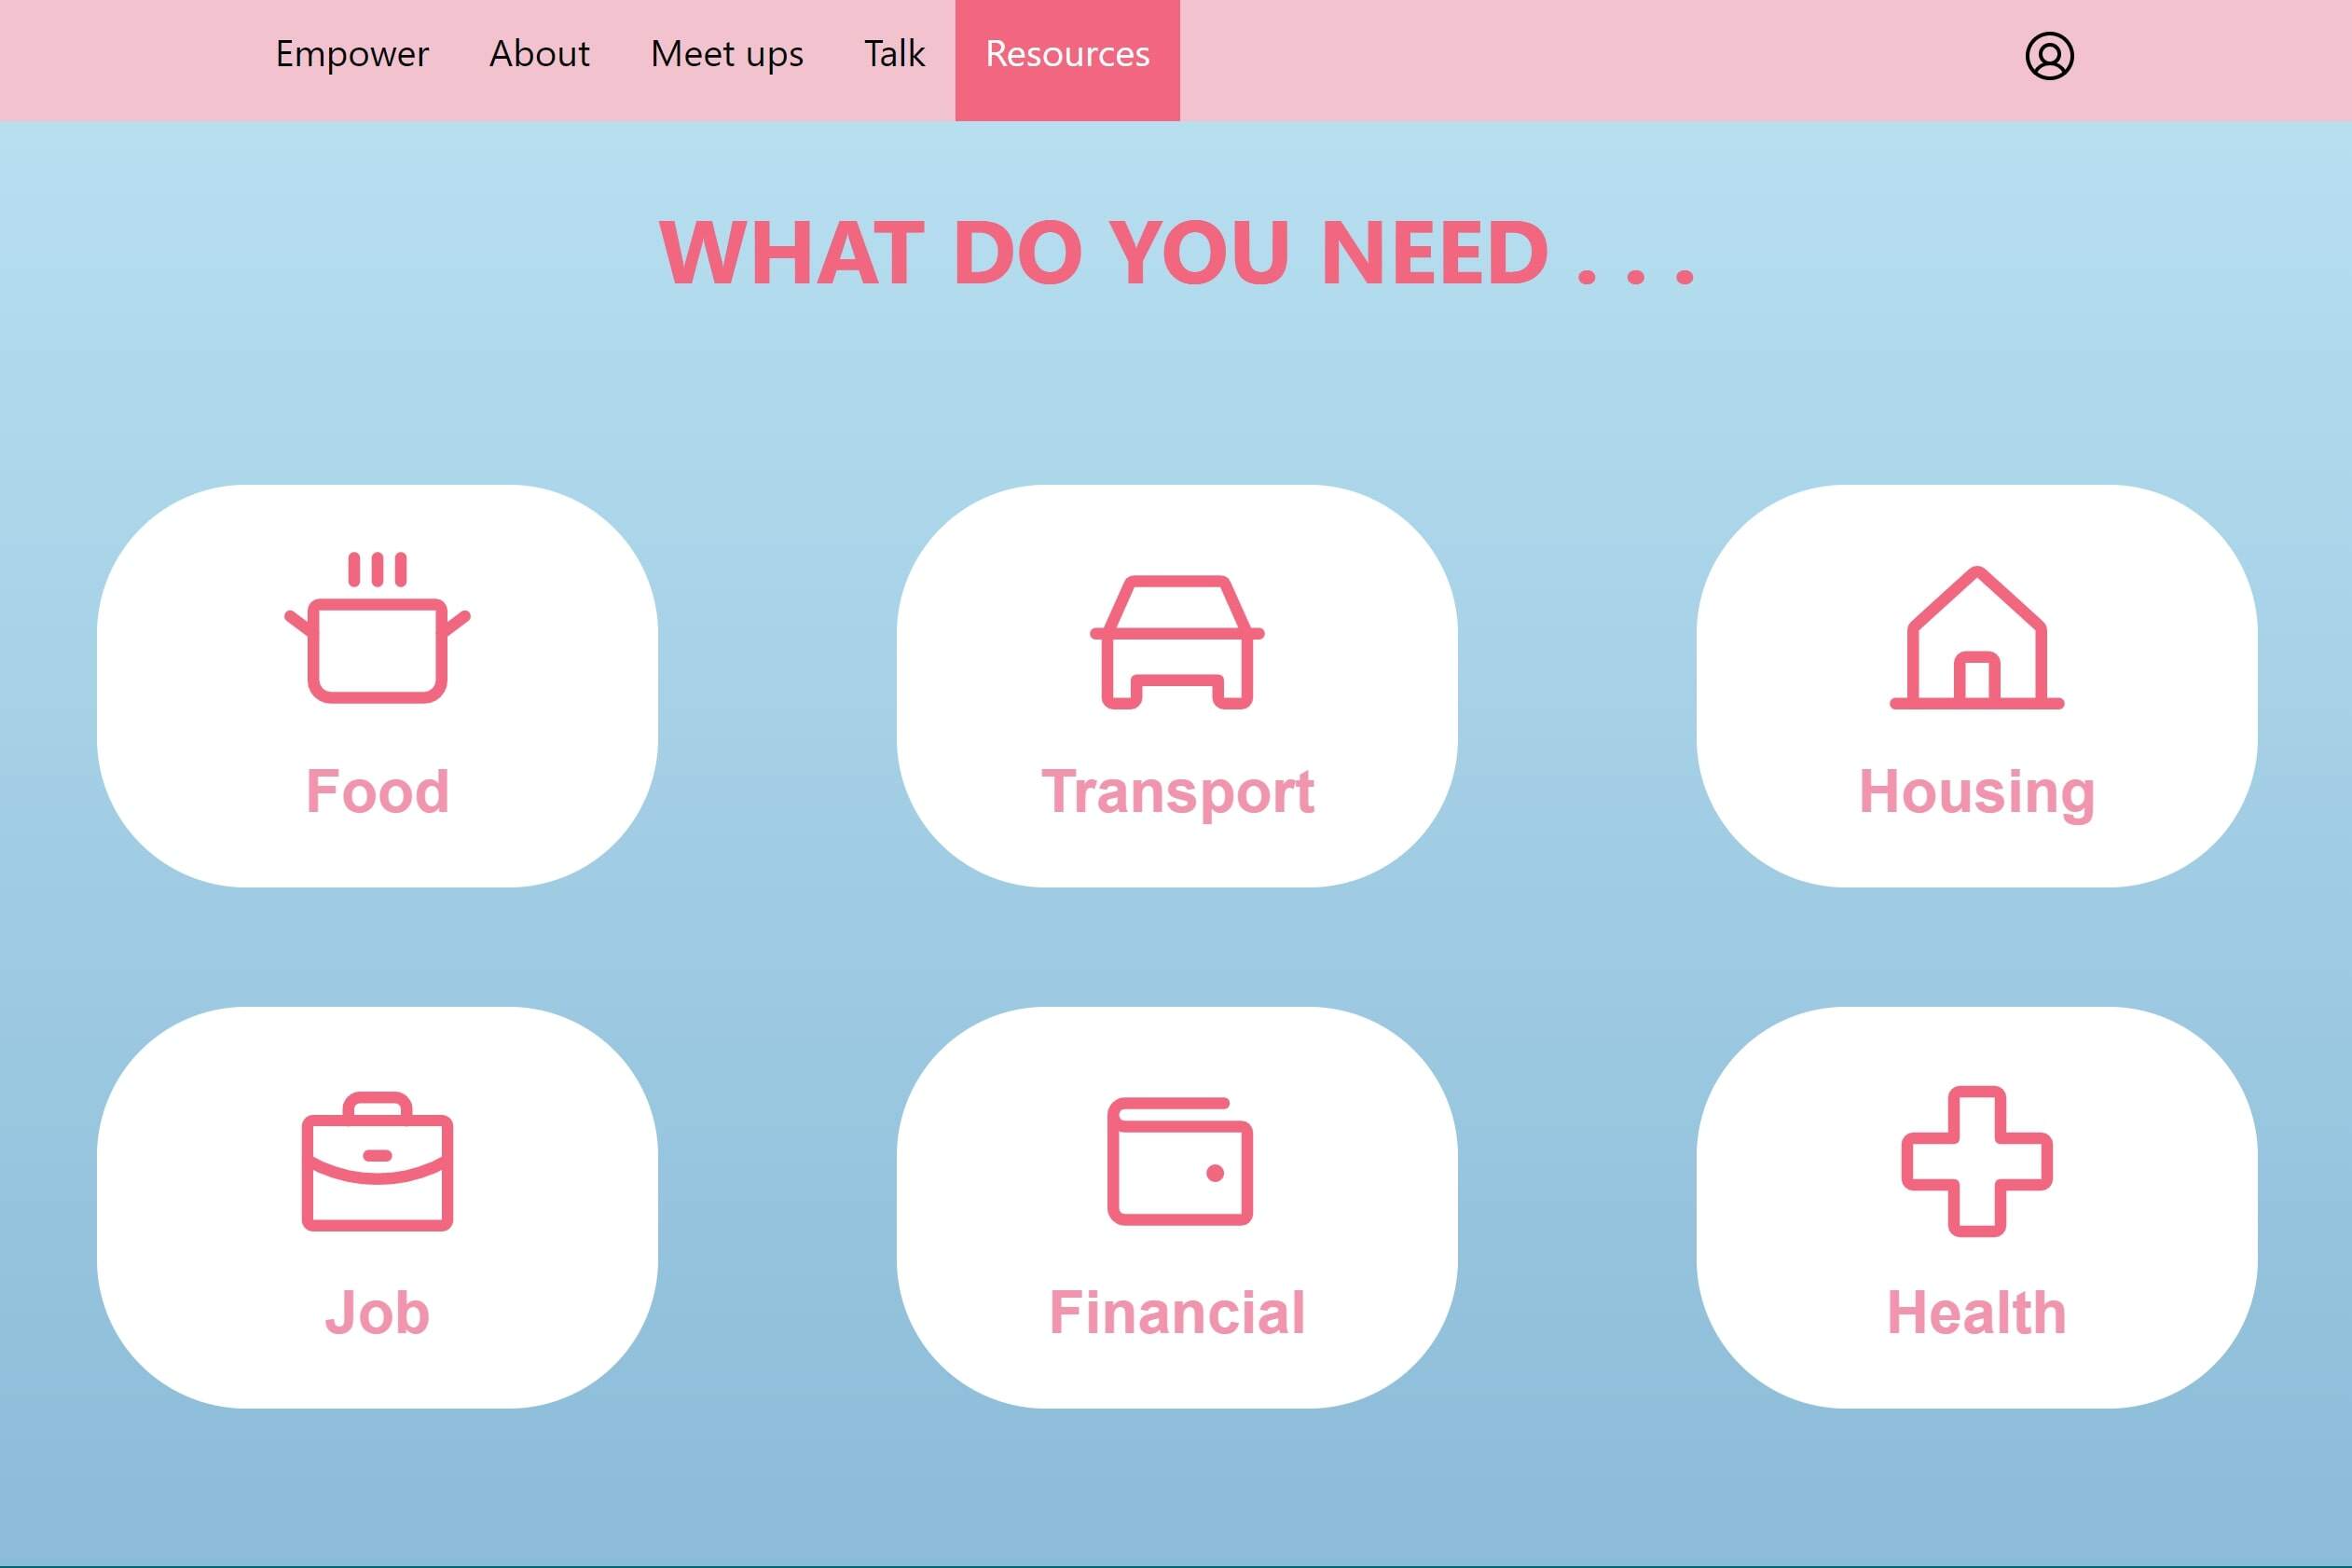 Empower About Meet ups Talk Resources
WHAT DO YOU NEED . . .
Food Transport Housing
Job Financial Health